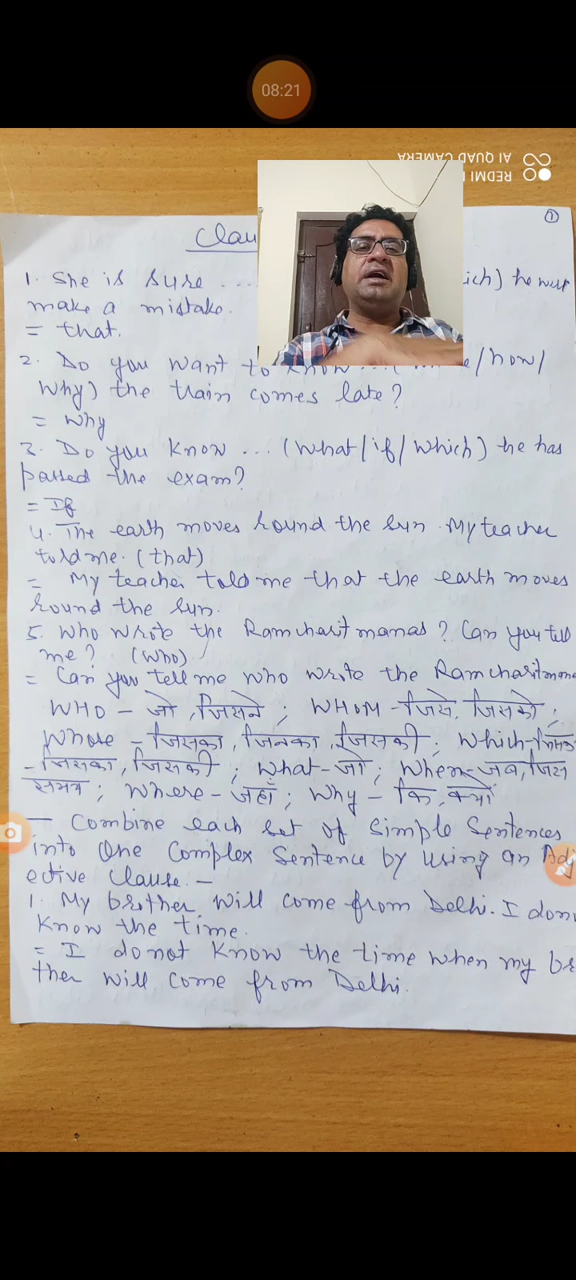 08:21
REDMI
AI QUAD CAMERA
①
Clau
1. She is sure .... ich) he will
make a mistake.
= that.
2. Do you want to know ... /how/
Why) the train comes late?
= Why
3. Do you know ... (What/if/which) he has
passed the exam?
= If
4. The earth moves round the sun. My teacher
told me. (that)
= My teacher told me that the earth moves
round the sun.
5. Who wrote the Ramcharitmanas? Can you tell
me? (Who)
= Can you tell me who wrote the Ramcharitmana
WHO - जो, जिसने; WHOM - जिसे, जिसको;
Whose - जिसका, जिनका, जिसकी; Which -
- जिसका, जिसकी; What - जो; When - जब, जिस
समय; Where - जहाँ; Why - कि, क्यों
- Combine each set of Simple Sentences
into One Complex Sentence by using an Adj
ective Clause. -
1. My brother will come from Delhi. I don
know the time.
= I do not know the time when my br
ther will come from Delhi.